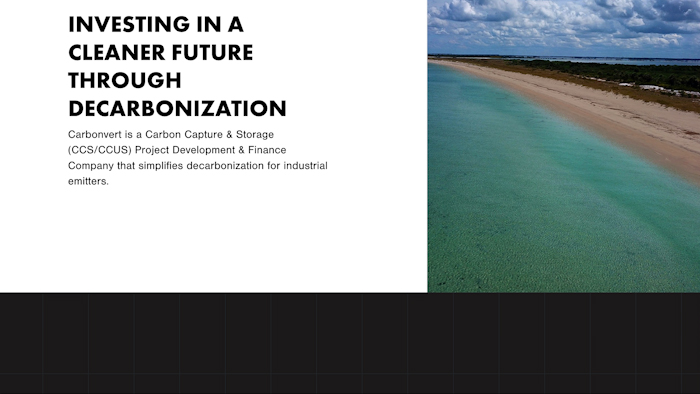 INVESTING IN A
CLEANER FUTURE
THROUGH
DECARBONIZATION
Carbonvert is a Carbon Capture & Storage
(CCS/CCUS) Project Development & Finance
Company that simplifies decarbonization for industrial
emitters.